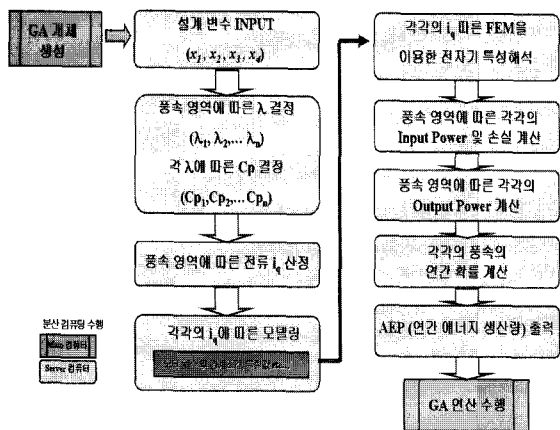 GA 개체
생성
설계 변수 INPUT
(x1, x2, x3, x4)
풍속 영역에 따른 λ 결정
(λ1, λ2,... λn)
각 λ에 따른 Cp 결정
(Cp1,Cp2,...Cpn)
풍속 영역에 따른 전류 iq 산정
각각의 iq에 따른 모델링
분산 컴퓨팅 수행
컴퓨터
Server 컴퓨터
각각의 iq 따른 FEM을
이용한 전자기 특성해석
풍속 영역에 따른 각각의
Input Power 및 손실 계산
풍속 영역에 따른 각각의
Output Power 계산
각각의 풍속의
연간 확률 계산
AEP (연간 에너지 생산량) 출력
GA 연산 수행